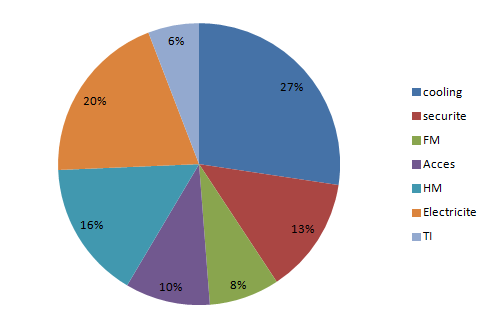 6%
27%
20%
16%
13%
10%
8%
cooling
securite
FM
Acces
HM
Electricite
TI